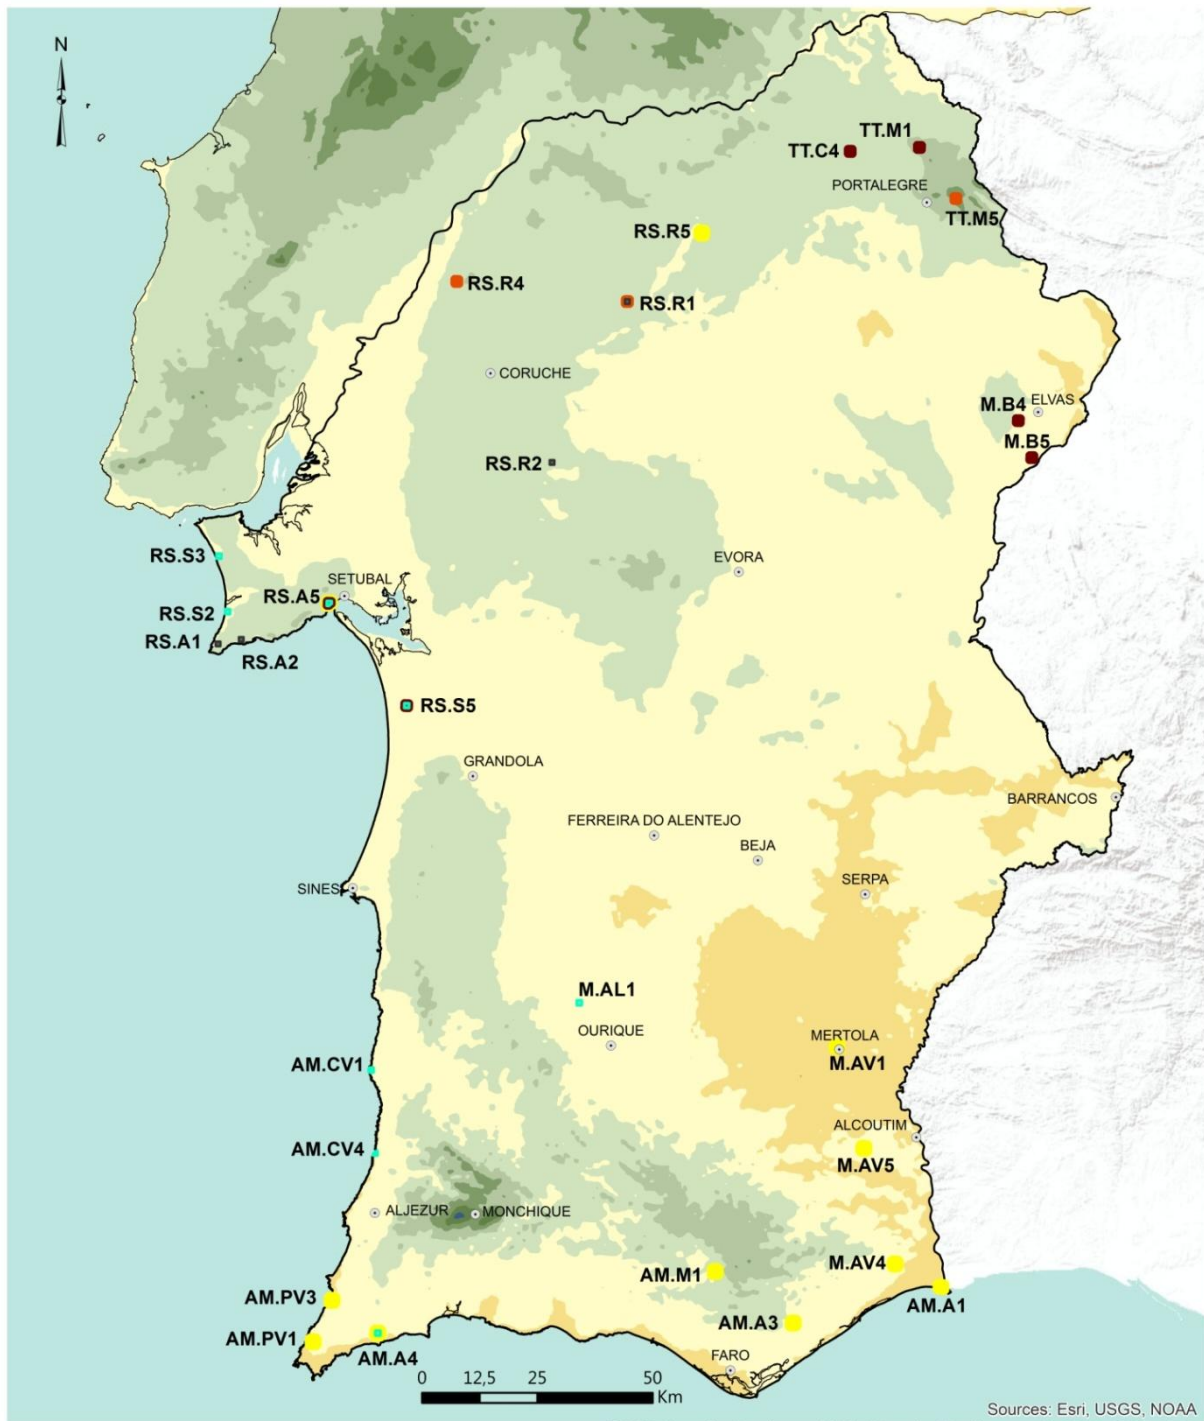 N
TT.M1
TT.C4
PORTALEGRE
TT.M5
RS.R5
RS.R4
RS.R1
CORUCHE
ELVAS
M.B4
M.B5
RS.R2
RS.S3
EVORA
SETUBAL
RS.A5
RS.S2
RS.A1
RS.A2
RS.S5
GRANDOLA
BARRANCOS
FERREIRA DO ALENTEJO
BEJA
SERPA
SINES
M.AL1
OURIQUE
MERTOLA
M.AV1
AM.CV1
ALCOUTIM
AM.CV4
M.AV5
ALJEZUR
MONCHIQUE
M.AV4
AM.M1
AM.PV3
AM.A1
AM.A3
AM.PV1
AM.A4
FARO
0 12,5 25 50
Km
Sources: Esri, USGS, NOAA